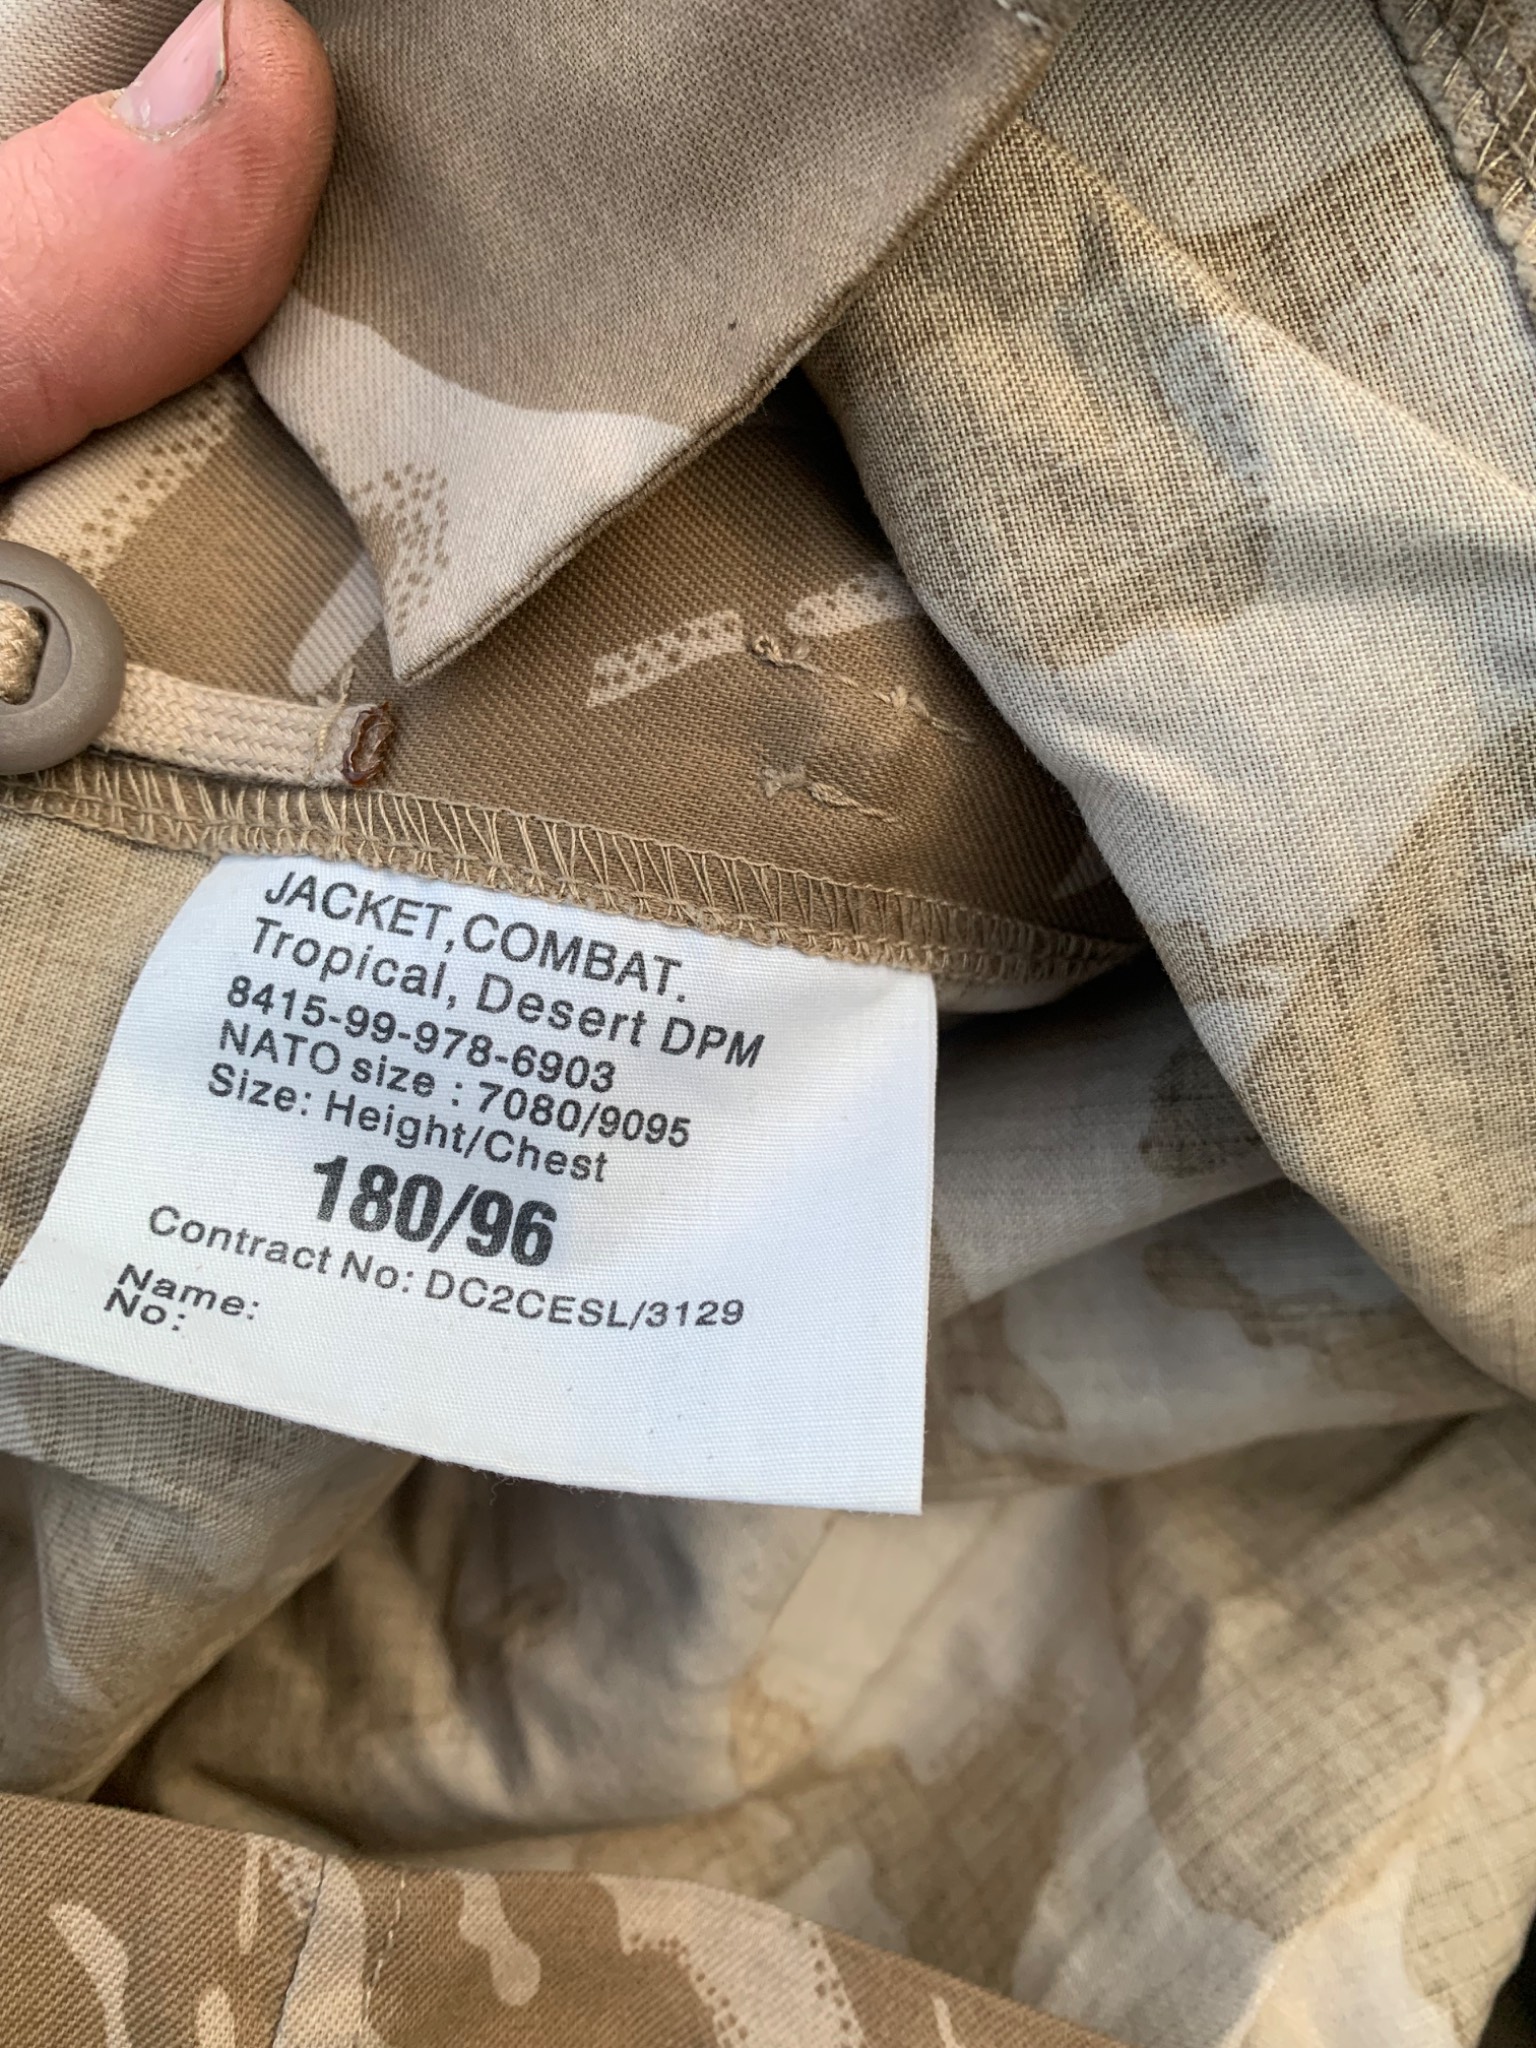 JACKET,COMBAT.
Tropical, Desert DPM
8415-99-978-6903
NATO size : 7080/9095
Size: Height/Chest
180/96
Contract No: DC2CESL/3129
Name:
No: